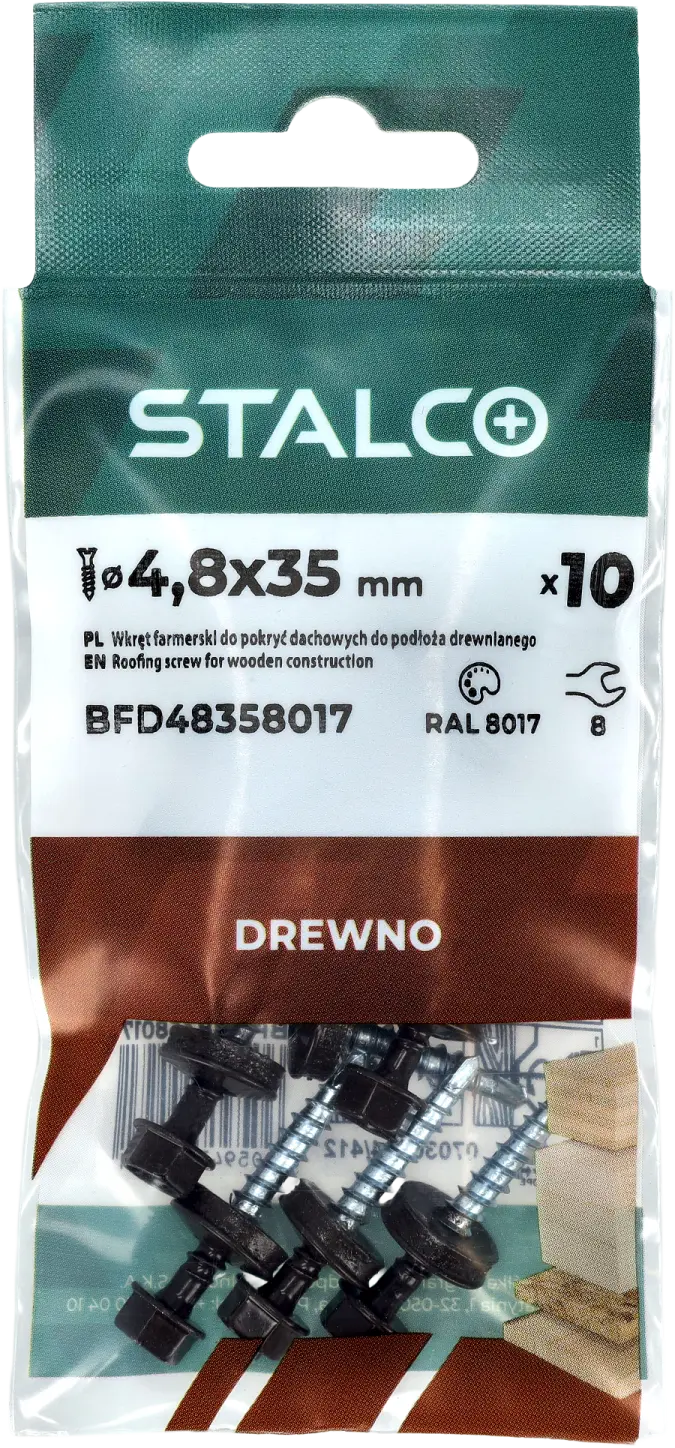 STALCO
ø4,8x35 mm
x10
PL Wkręt farmerski do pokryć dachowych do podłoża drewnianego
EN Roofing screw for wooden construction
BFD48358017
RAL 8017
8
DREWNO